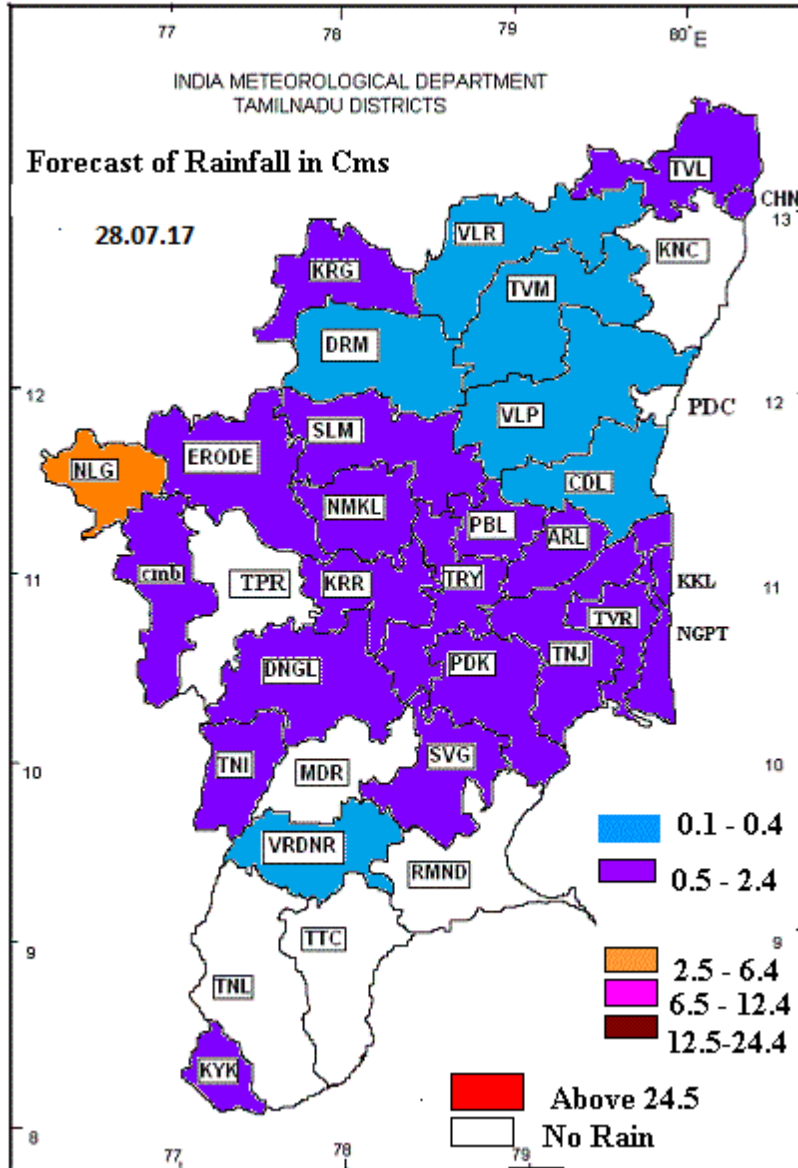 77 78 79 80° E
INDIA METEOROLOGICAL DEPARTMENT
TAMILNADU DISTRICTS
Forecast of Rainfall in Cms
TVL
CHN
28.07.17
VLR
13
KNC
KRG
TVM
DRM
12
VLP
PDC
12
SLM
ERODE
NLG
CDL
NMKL
PBL
ARL
11
cmb
TPR
KRR
TRY
KKL
11
TVR
NGPT
DNGL
PDK
TNJ
TNI
SVG
10
MDR
10
0.1 - 0.4
VRDNR
RMND
0.5 - 2.4
9
TTC
9
2.5 - 6.4
TNL
6.5 - 12.4
12.5-24.4
KYK
Above 24.5
8
No Rain
77 78 79